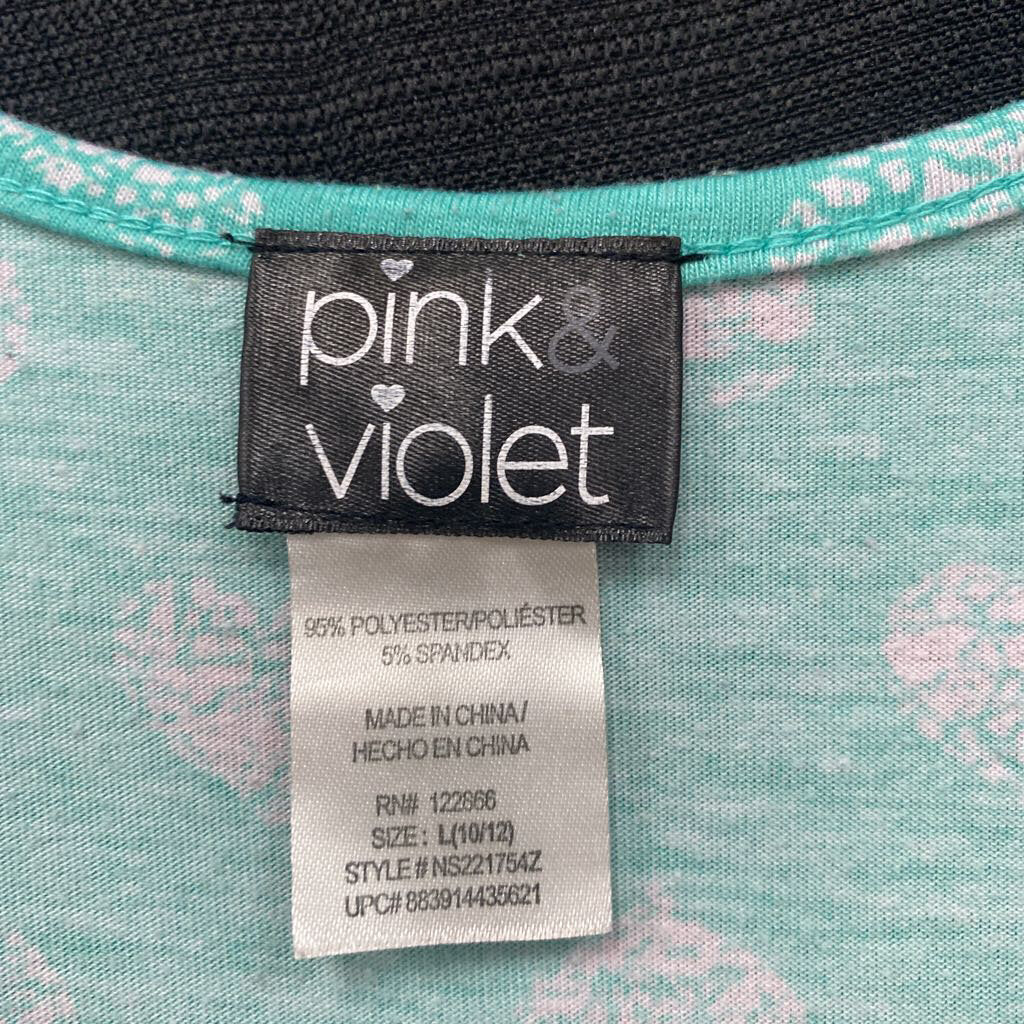 pink&
violet
95% POLYESTER/POLIÉSTER
5% SPANDEX
MADE IN CHINA/
HECHO EN CHINA
RN# 122866
SIZE: L(10/12)
STYLE# NS221754Z
UPC# 883914435621